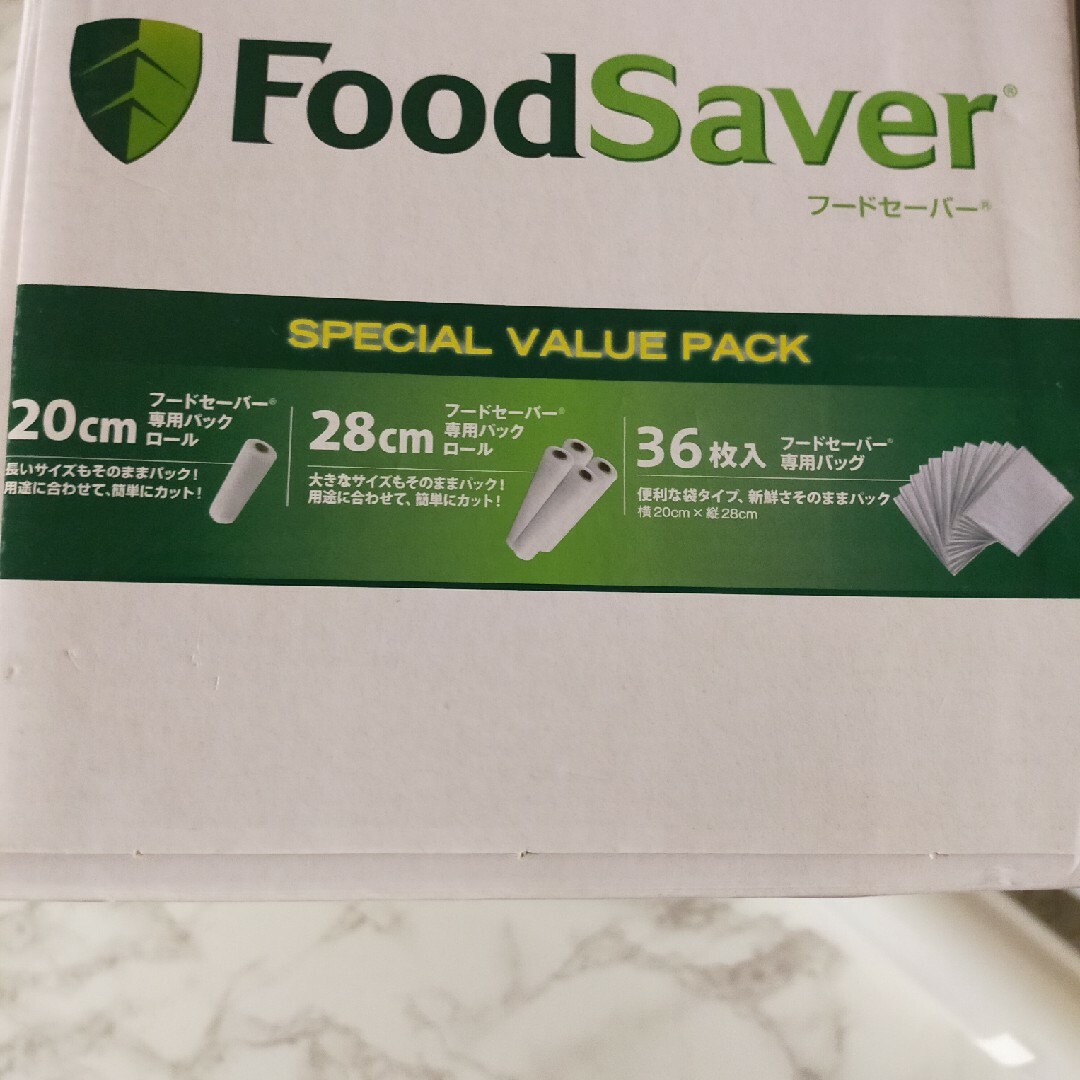 FoodSaver®
フードセーバー®
SPECIAL VALUE PACK
20cm
フードセーバー®
専用パック
ロール
長いサイズもそのままパック!
用途に合わせて、簡単にカット!
28cm
フードセーバー®
専用パック
ロール
大きなサイズもそのままパック!
用途に合わせて、簡単にカット!
36枚入
フードセーバー®
専用バッグ
便利な袋タイプ、新鮮さそのままパック
横20cm×縦28cm